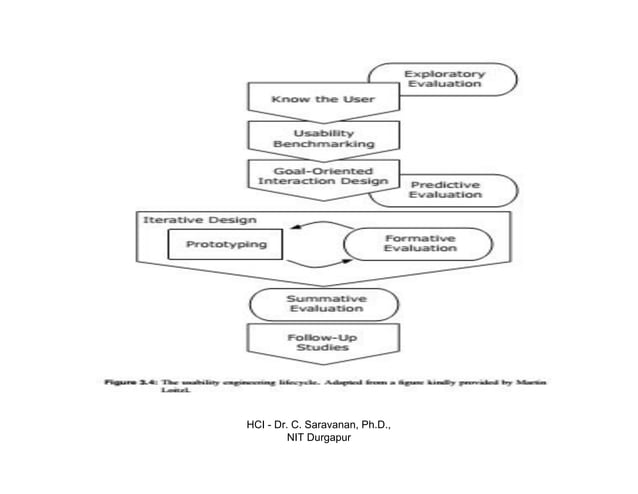 Exploratory
Evaluation
Know the User
Usability
Benchmarking
Goal-Oriented
Interaction Design
Predictive
Evaluation
Iterative Design
Prototyping
Formative
Evaluation
Summative
Evaluation
Follow-Up
Studies
Figure 3.4: The usability engineering lifecycle. Adapted from a figure kindly provided by Martin
Loitzl.
HCI - Dr. C. Saravanan, Ph.D.,
NIT Durgapur